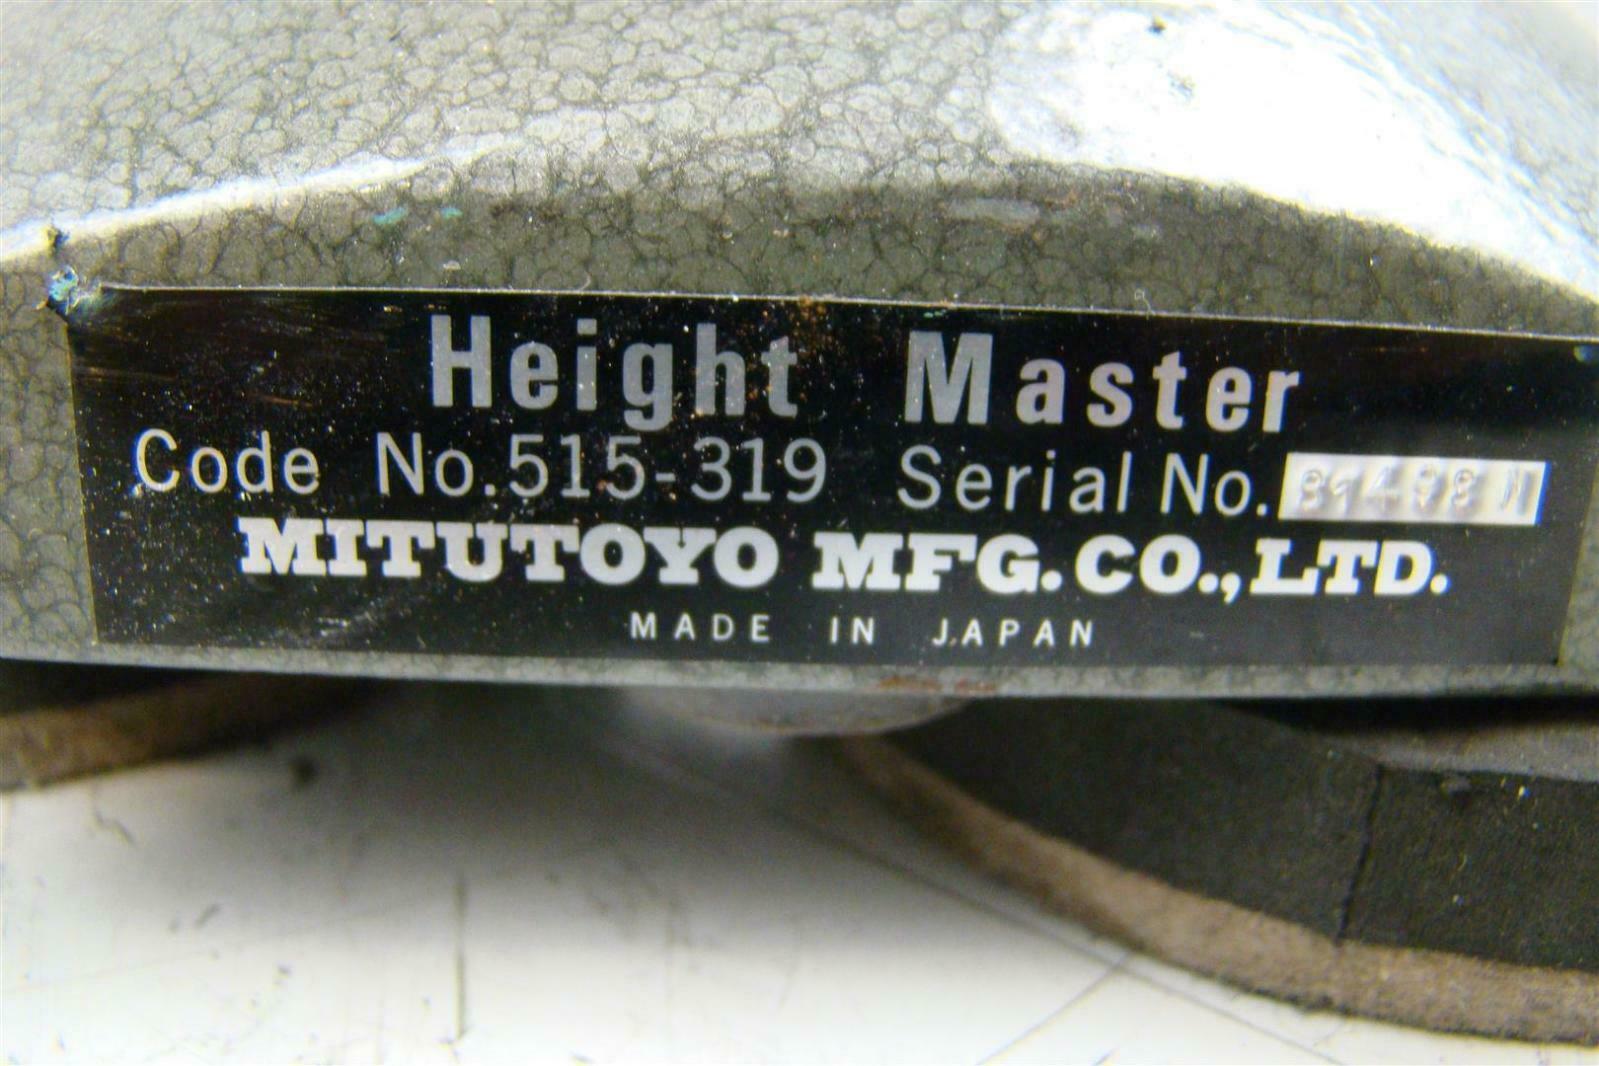 Height Master
Code No.515-319 Serial No.
MITUTOYO MFG.CO.,LTD.
MADE IN JAPAN